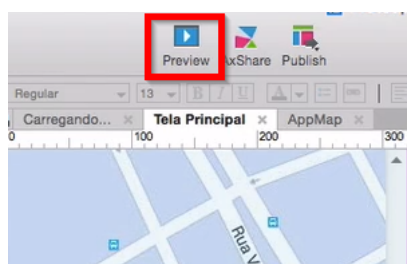 Preview AxShare Publish
Regular 13 B I U A
Carregando... Tela Principal AppMap
0 100 200 300
Rua V